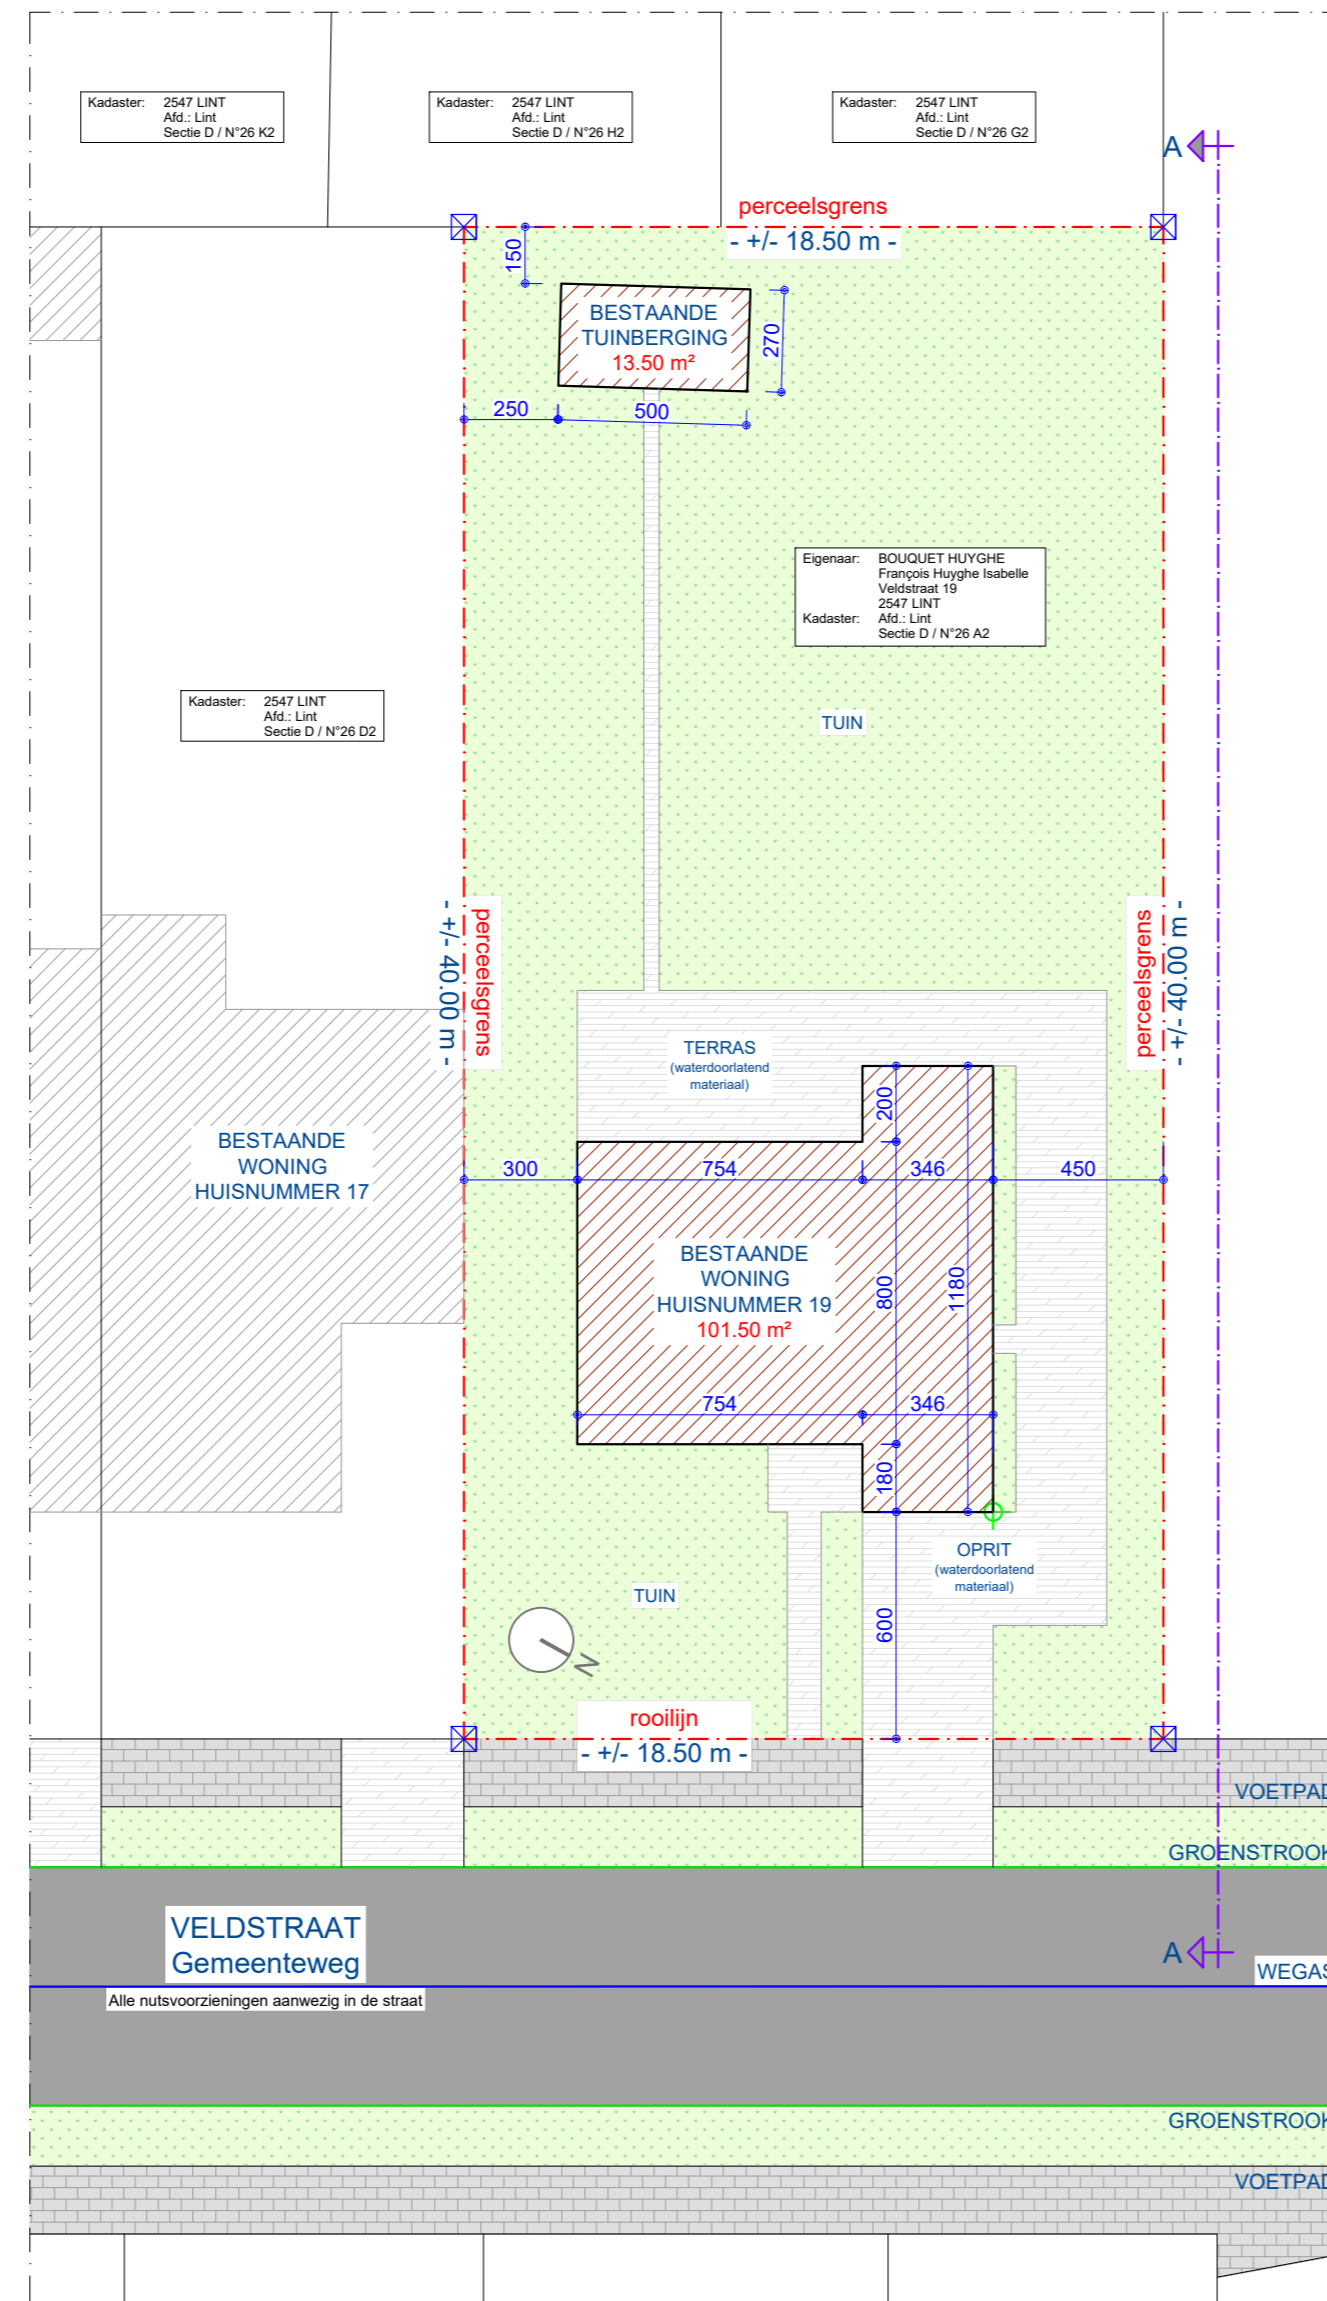 Kadaster: 2547 LINT
Afd.: Lint
Sectie D / N°26 K2
Kadaster: 2547 LINT
Afd.: Lint
Sectie D / N°26 H2
Kadaster: 2547 LINT
Afd.: Lint
Sectie D / N°26 G2
A
perceelsgrens
- +/- 18.50 m -
150
BESTAANDE
TUINBERGING
13.50 m²
270
250
500
Eigenaar: BOUQUET HUYGHE
François Huyghe Isabelle
Veldstraat 19
2547 LINT
Kadaster: Afd.: Lint
Sectie D / N°26 A2
Kadaster: 2547 LINT
Afd.: Lint
Sectie D / N°26 D2
TUIN
perceelsgrens
- +/- 40.00 m -
perceelsgrens
- +/- 40.00 m -
TERRAS
(waterdoorlatend
materiaal)
200
BESTAANDE
WONING
HUISNUMMER 17
300
754
346
450
BESTAANDE
WONING
HUISNUMMER 19
101.50 m²
800
1180
754
346
180
OPRIT
(waterdoorlatend
materiaal)
TUIN
600
N
rooilijn
- +/- 18.50 m -
VOETPAD
GROENSTROOK
VELDSTRAAT
Gemeenteweg
A
WEGAS
Alle nutsvoorzieningen aanwezig in de straat
GROENSTROOK
VOETPAD